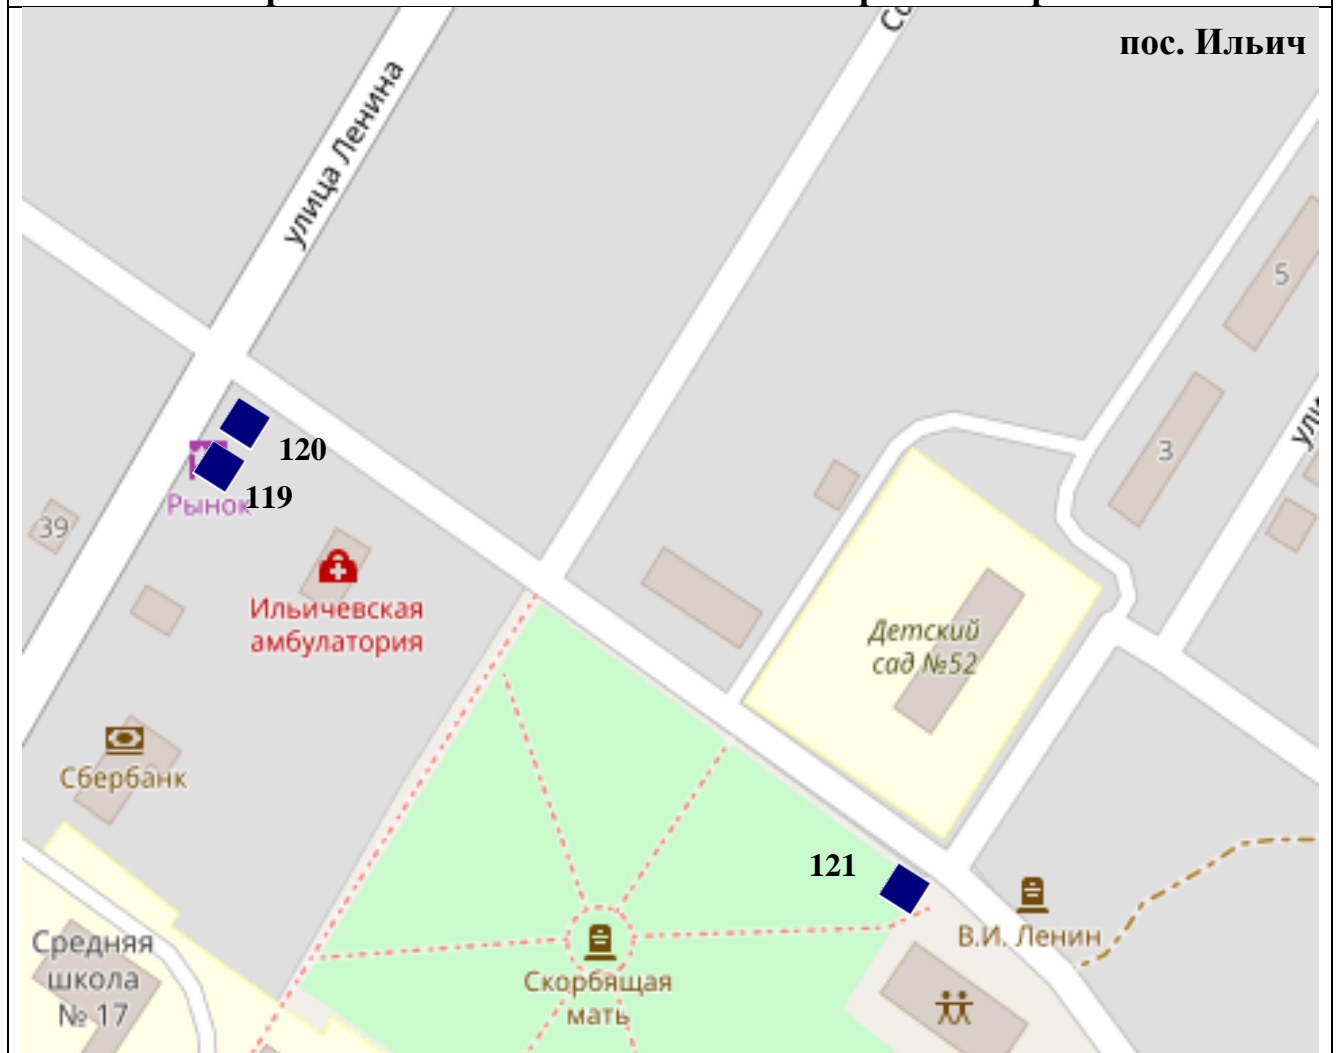 пос. Ильич
улица Ленина
5
3
120
119
Рынок
39
Ильичевская
амбулатория
Детский
сад №52
Сбербанк
121
В.И. Ленин
Средняя
школа
№ 17
Скорбящая
мать